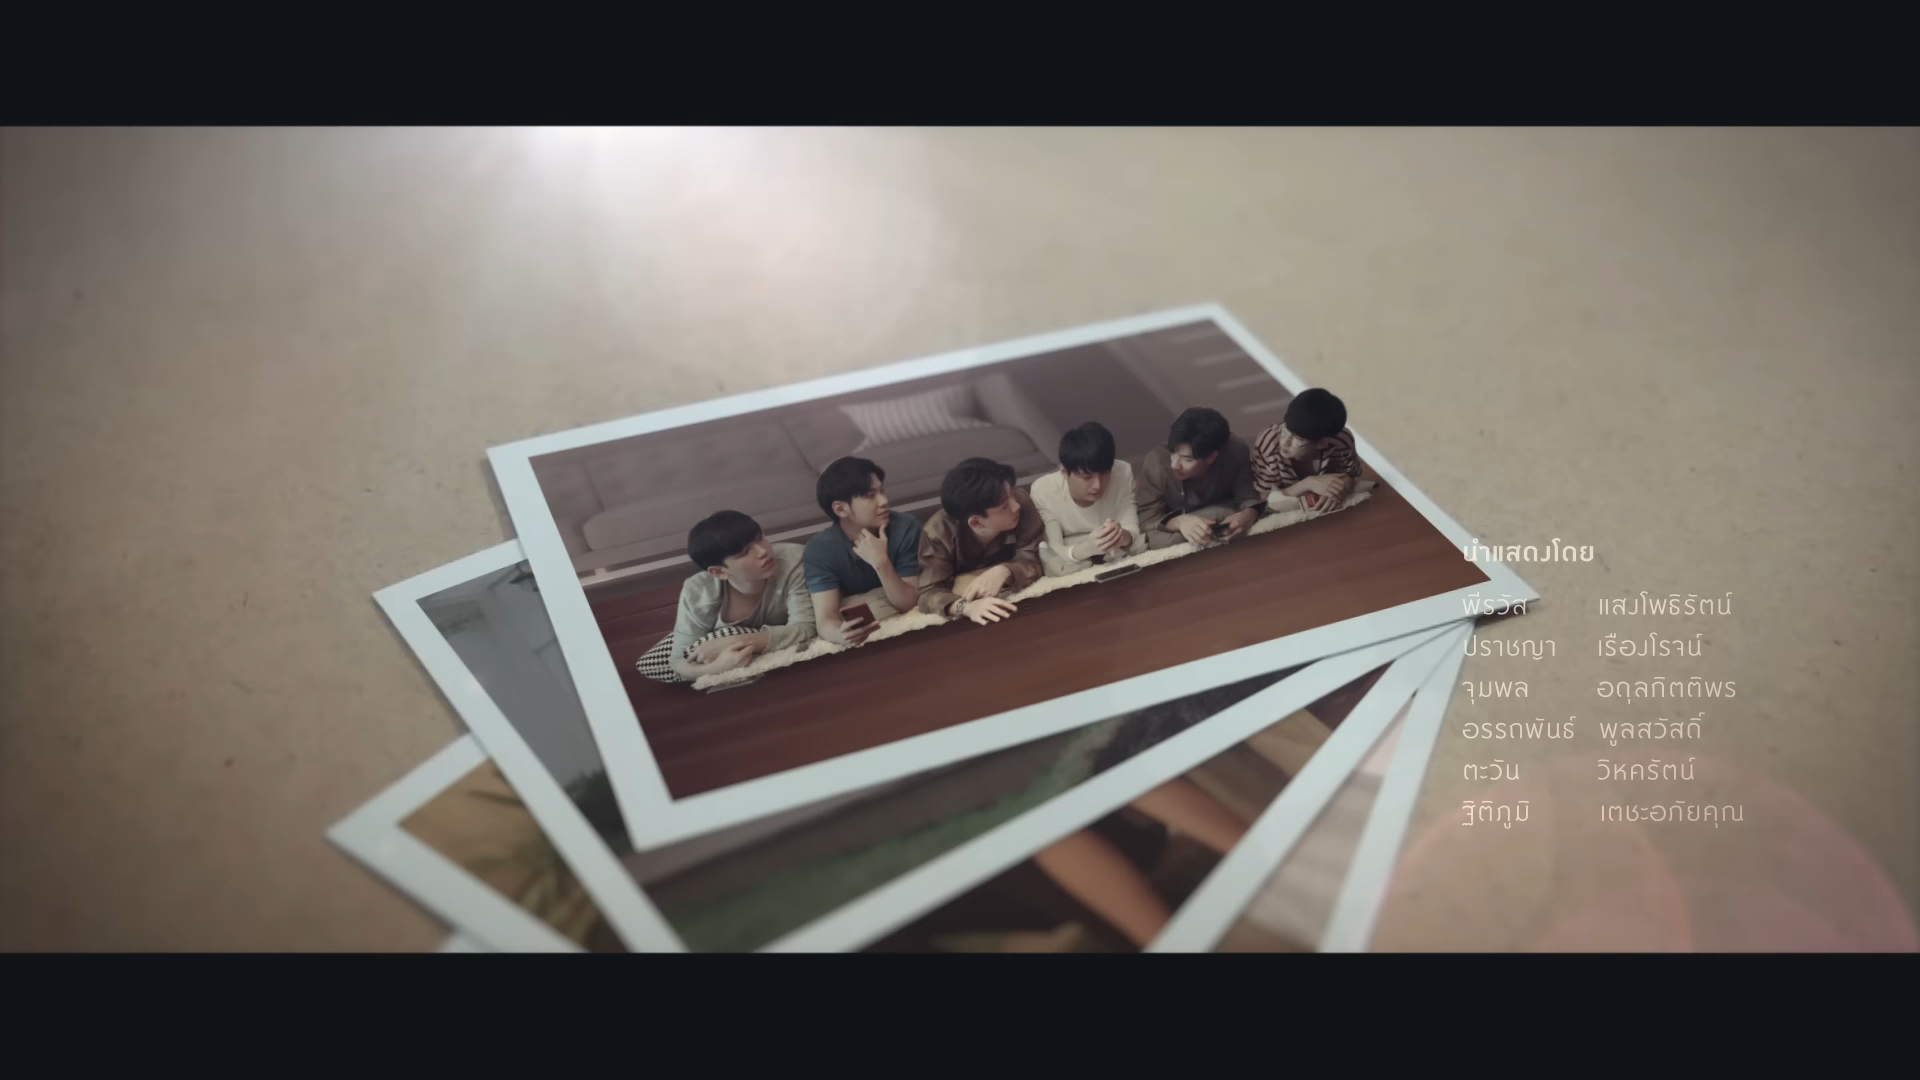 นำแสดงโดย
พีรวัส แสงโพธิรัตน์
ปราชญา เรืองโรจน์
จุมพล อดุลกิตติพร
อรรถพันธ์ พูลสวัสดิ์
ตะวัน วิหครัตน์
ฐิติภูมิ เตชะอภัยคุณ